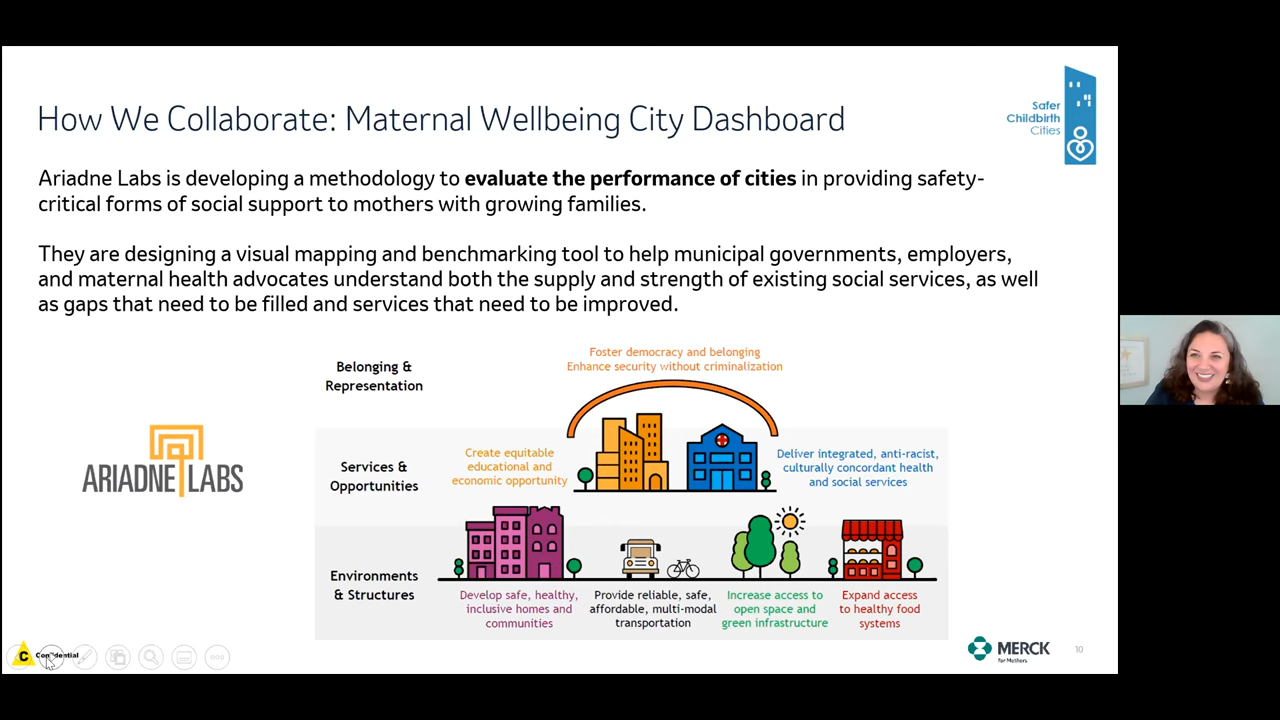 How We Collaborate: Maternal Wellbeing City Dashboard
Safer
Childbirth
Cities
Ariadne Labs is developing a methodology to evaluate the performance of cities in providing safety-
critical forms of social support to mothers with growing families.
They are designing a visual mapping and benchmarking tool to help municipal governments, employers,
and maternal health advocates understand both the supply and strength of existing social services, as well
as gaps that need to be filled and services that need to be improved.
Belonging &
Representation
Foster democracy and belonging
Enhance security without criminalization
ARIADNE LABS
Services &
Opportunities
Create equitable
educational and
economic opportunity
Deliver integrated, anti-racist,
culturally concordant health
and social services
Environments
& Structures
Develop safe, healthy,
inclusive homes and
communities
Provide reliable, safe,
affordable, multi-modal
transportation
Increase access to
open space and
green infrastructure
Expand access
to healthy food
systems
C
Confidential
MERCK
For Mothers
10